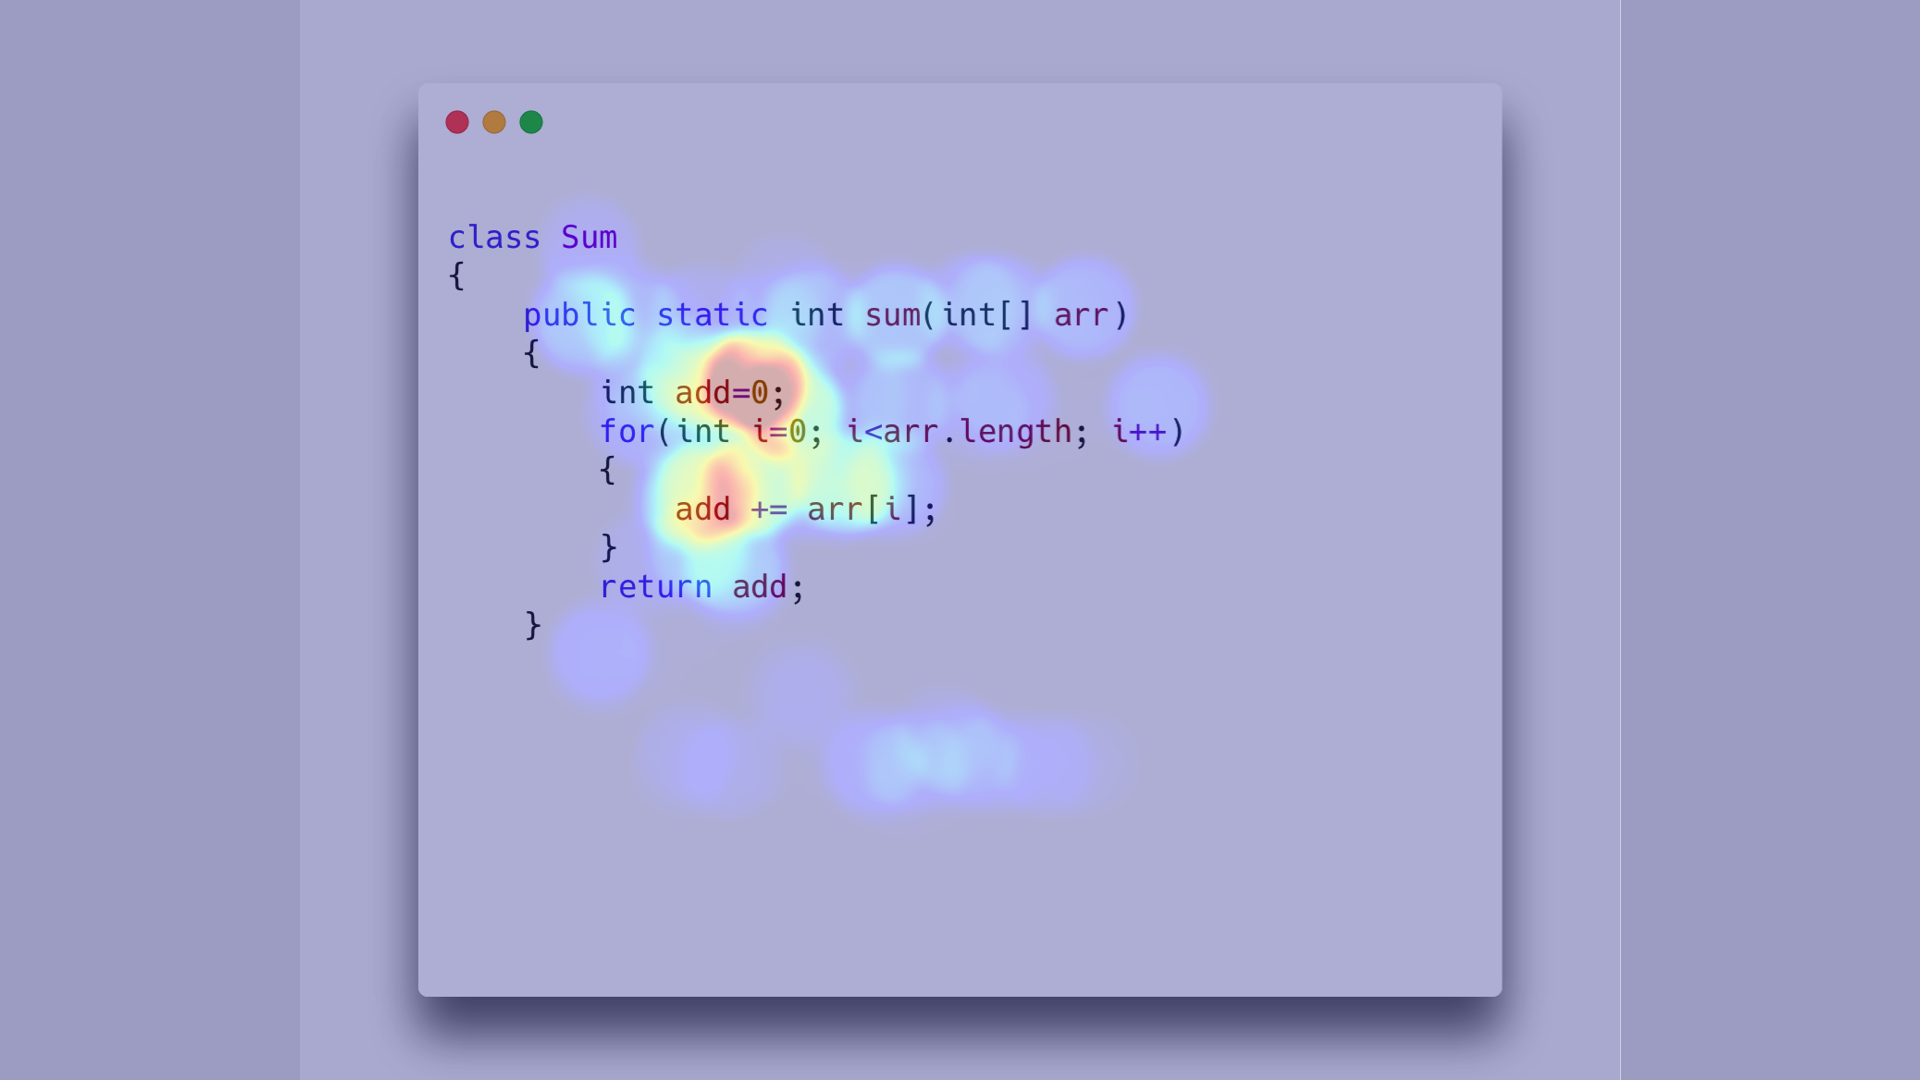 class Sum
{
    public static int sum(int[] arr)
    {
        int add=0;
        for(int i=0; i<arr.length; i++)
        {
            add += arr[i];
        }
        return add;
    }